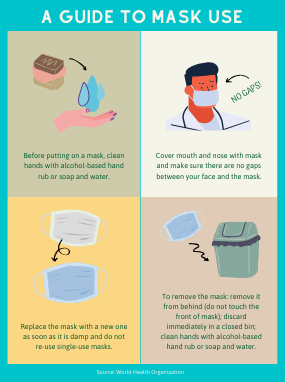 A GUIDE TO MASK USE
NO GAPS!
Before putting on a mask, clean
hands with alcohol-based hand
rub or soap and water.
Cover mouth and nose with mask
and make sure there are no gaps
between your face and the mask.
Replace the mask with a new one
as soon as it is damp and do not
re-use single-use masks.
To remove the mask: remove it
from behind (do not touch the
front of mask); discard
immediately in a closed bin;
clean hands with alcohol-based
hand rub or soap and water.
Source: World Health Organization